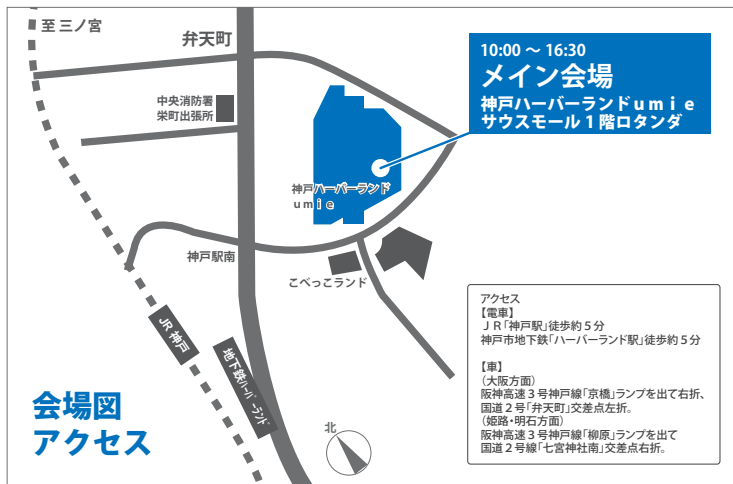 至 三ノ宮
弁天町
中央消防署
栄町出張所
10:00 ～ 16:30
メイン会場
神戸ハーバーランドｕｍｉｅ
サウスモール１階ロタンダ
神戸ハーバーランド
ｕｍｉｅ
神戸駅南
こべっこランド
JR 神戸
地下鉄ハーバーランド
会場図
アクセス
北
アクセス
【電車】
ＪＲ「神戸駅」徒歩約５分
神戸市地下鉄「ハーバーランド駅」徒歩約５分
【車】
（大阪方面）
阪神高速３号神戸線「京橋」ランプを出て右折、
国道２号「弁天町」交差点左折。
（姫路・明石方面）
阪神高速３号神戸線「柳原」ランプを出て
国道２号線「七宮神社南」交差点右折。